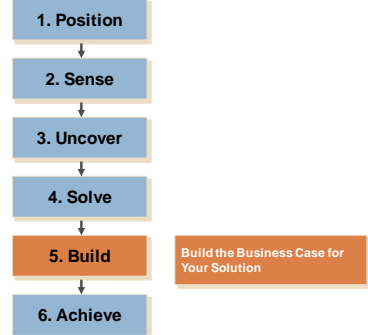 1. Position
2. Sense
3. Uncover
4. Solve
5. Build
Build the Business Case for
Your Solution
6. Achieve